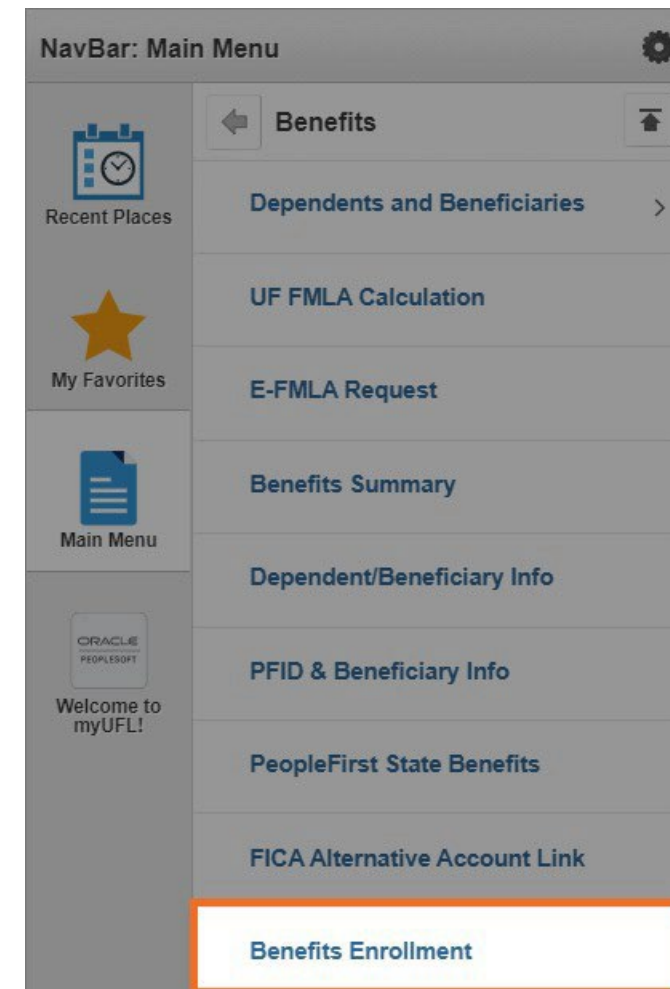 NavBar: Main Menu
Recent Places
My Favorites
Main Menu
ORACLE
PEOPLESOFT
Welcome to
myUFL!
Benefits
Dependents and Beneficiaries
UF FMLA Calculation
E-FMLA Request
Benefits Summary
Dependent/Beneficiary Info
PFID & Beneficiary Info
PeopleFirst State Benefits
FICA Alternative Account Link
Benefits Enrollment